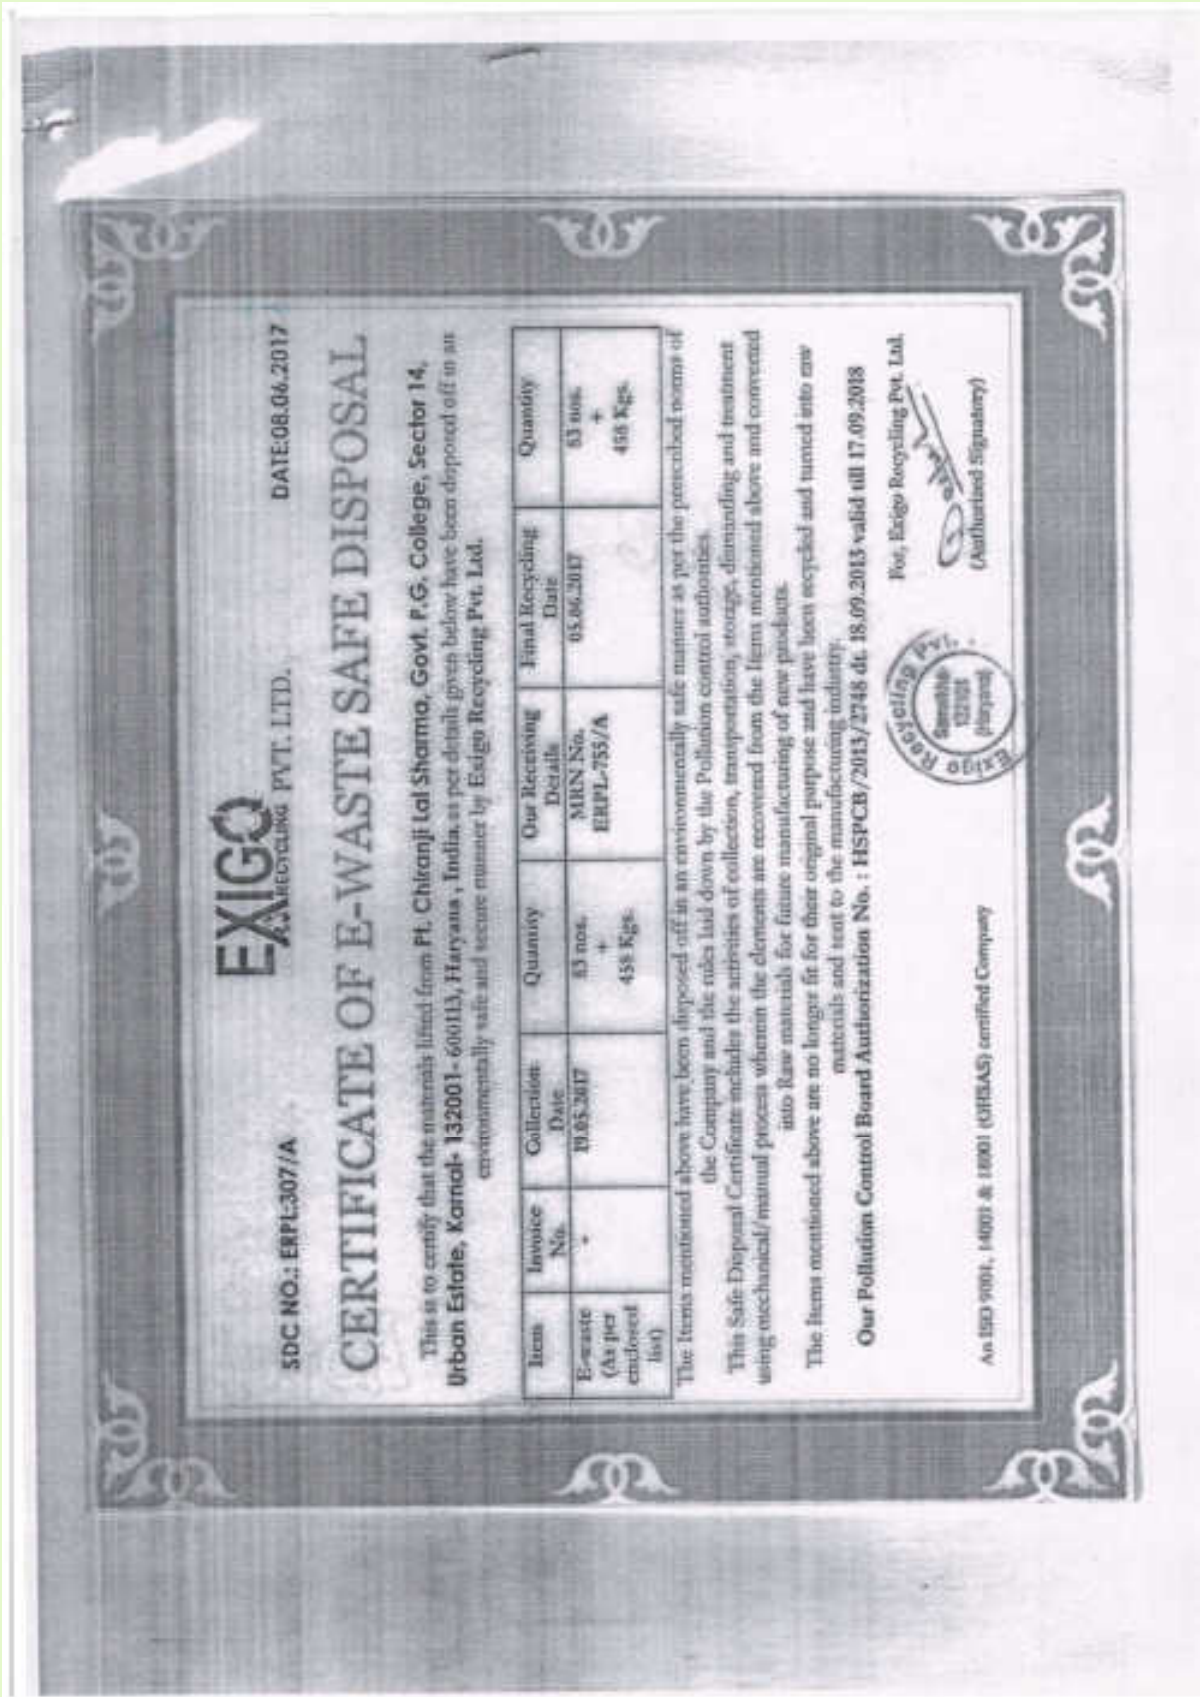 EXIGO
RECYCLING PVT. LTD.
SDC NO.: ERPL:307/A
DATE:08.06.2017
CERTIFICATE OF E-WASTE SAFE DISPOSAL
This is to certify that the materials lifted from Pt. Chiranji Lal Sharma, Govt. P.G. College, Sector 14,
Urban Estate, Karnal- 132001- 600113, Haryana , India, as per details given below have been disposed off in an
environmentally safe and secure manner by Exigo Recycling Pvt. Ltd.
Item Invoice No. Collection Date Quantity Our Receiving Details Final Recycling Date Quantity
E-waste (As per enclosed list) - 19.05.2017 53 nos. + 458 Kgs. MRN No. ERPL-755/A 05.06.2017 53 nos. + 458 Kgs.
The Items mentioned above have been disposed off in an environmentally safe manner as per the prescribed norms of
the Company and the rules laid down by the Pollution control authorities.
This Safe Disposal Certificate includes the activities of collection, transportation, storage, dismantling and treatment
using mechanical/manual process wherein the elements are recovered from the Items mentioned above and converted
into Raw materials for future manufacturing of new products.
The Items mentioned above are no longer fit for their original purpose and have been recycled and turned into raw
materials and sent to the manufacturing industry.
Our Pollution Control Board Authorization No. : HSPCB/2013/2748 dt. 18.09.2013 valid till 17.09.2018
For, Exigo Recycling Pvt. Ltd.
Exigo Recycling Pvt.
(Haryana)
(Authorized Signatory)
An ISO 9001, 14001 & 18001 (OHSAS) certified Company